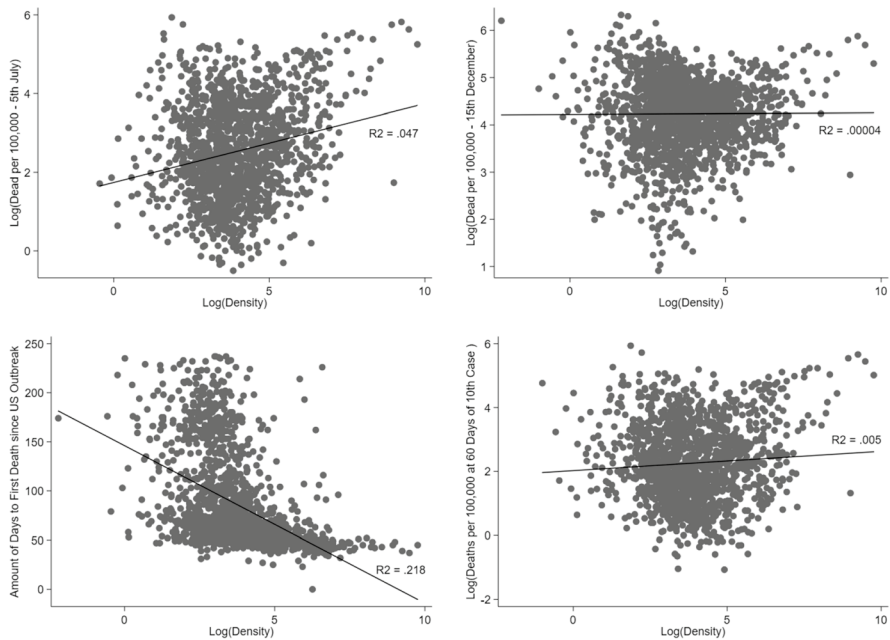 Log(Dead per 100,000 - 5th July)
6
4
2
0
R2 = .047
0
5
10
Log(Density)
Log(Dead per 100,000 - 15th December)
6
5
4
3
2
1
R2 = .00004
0
5
10
Log(Density)
Amount of Days to First Death since US Outbreak
250
200
150
100
50
0
R2 = .218
0
5
10
Log(Density)
Log(Deaths per 100,000 at 60 Days of 10th Case )
6
4
2
0
-2
R2 = .005
0
5
10
Log(Density)